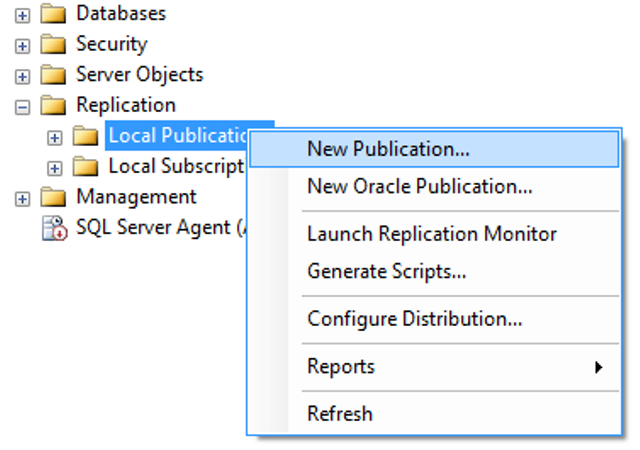 Databases
Security
Server Objects
Replication
Local Publicatio
Local Subscript
Management
SQL Server Agent (
New Publication...
New Oracle Publication...
Launch Replication Monitor
Generate Scripts...
Configure Distribution...
Reports
Refresh